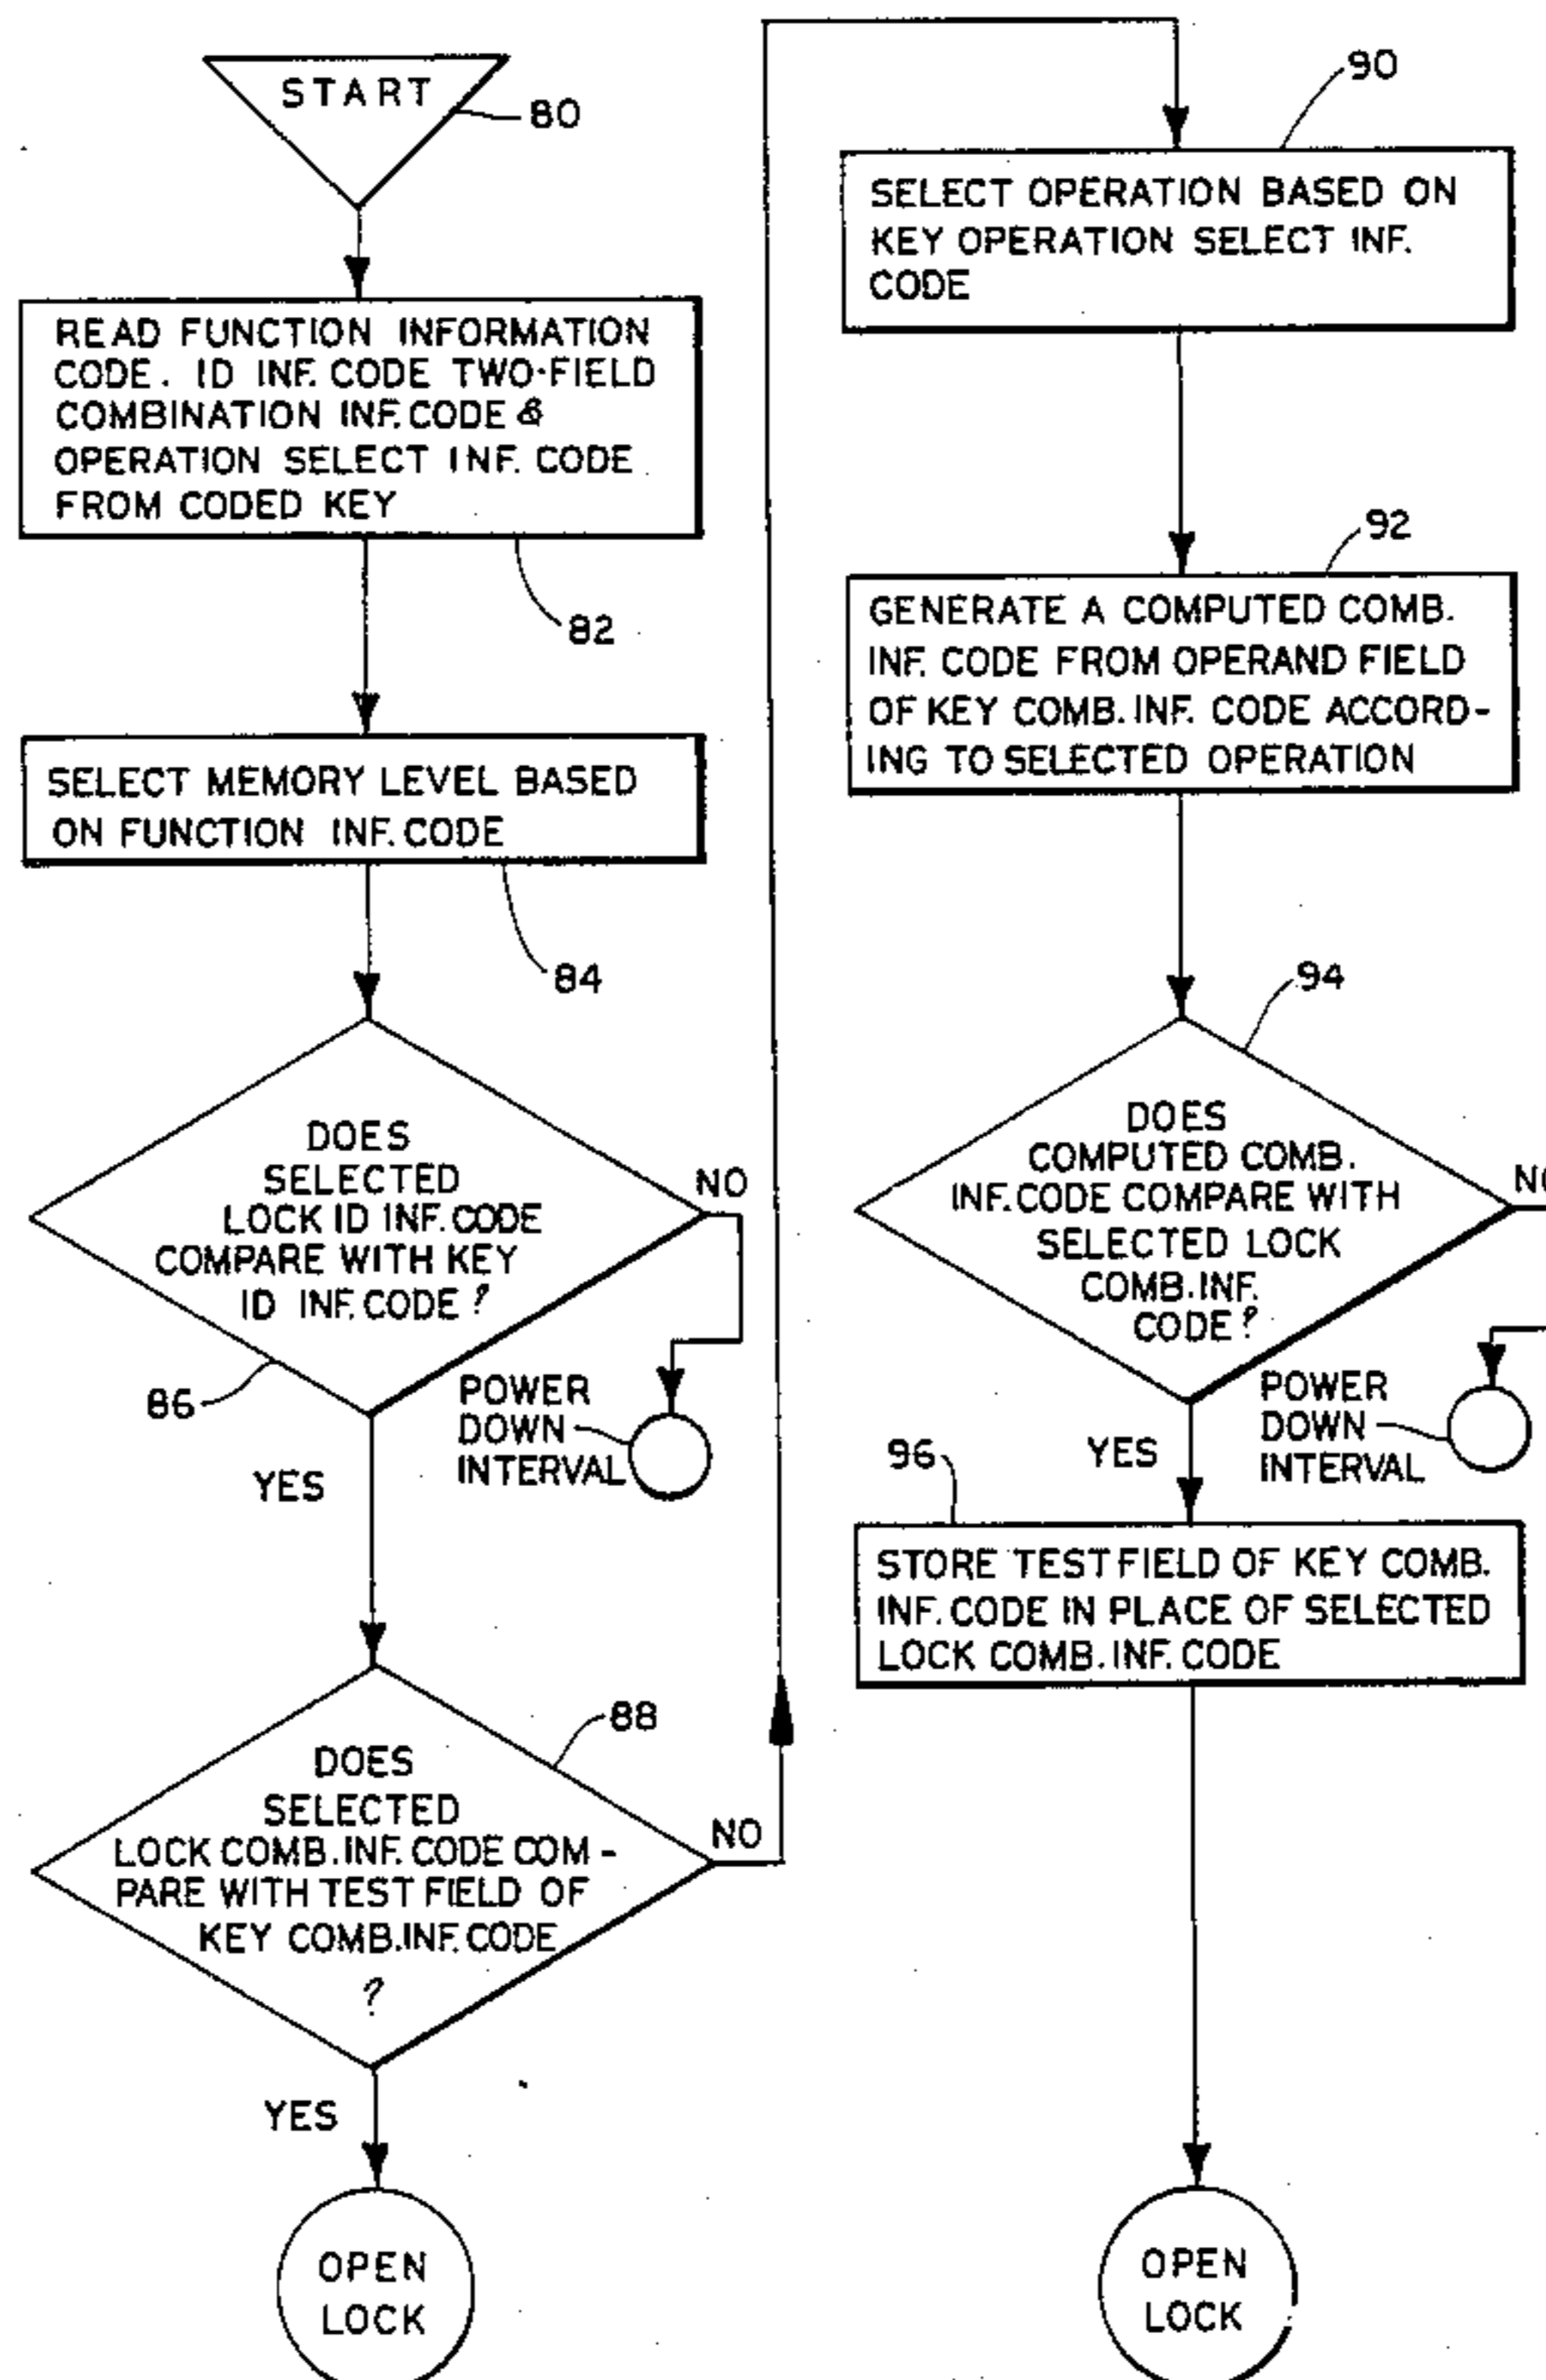 START
80
READ FUNCTION INFORMATION
CODE. ID INF. CODE TWO-FIELD
COMBINATION INF. CODE &
OPERATION SELECT INF. CODE
FROM CODED KEY
82
SELECT MEMORY LEVEL BASED
ON FUNCTION INF. CODE
84
DOES
SELECTED
LOCK ID INF. CODE
COMPARE WITH KEY
ID INF. CODE?
NO
86
POWER
DOWN
INTERVAL
YES
88
DOES
SELECTED
LOCK COMB. INF. CODE COM-
PARE WITH TEST FIELD OF
KEY COMB. INF. CODE
?
NO
YES
OPEN
LOCK
90
SELECT OPERATION BASED ON
KEY OPERATION SELECT INF.
CODE
92
GENERATE A COMPUTED COMB.
INF. CODE FROM OPERAND FIELD
OF KEY COMB. INF. CODE ACCORD-
ING TO SELECTED OPERATION
94
DOES
COMPUTED COMB.
INF. CODE COMPARE WITH
SELECTED LOCK
COMB. INF.
CODE?
NO
POWER
DOWN
INTERVAL
YES
96
STORE TEST FIELD OF KEY COMB.
INF. CODE IN PLACE OF SELECTED
LOCK COMB. INF. CODE
OPEN
LOCK